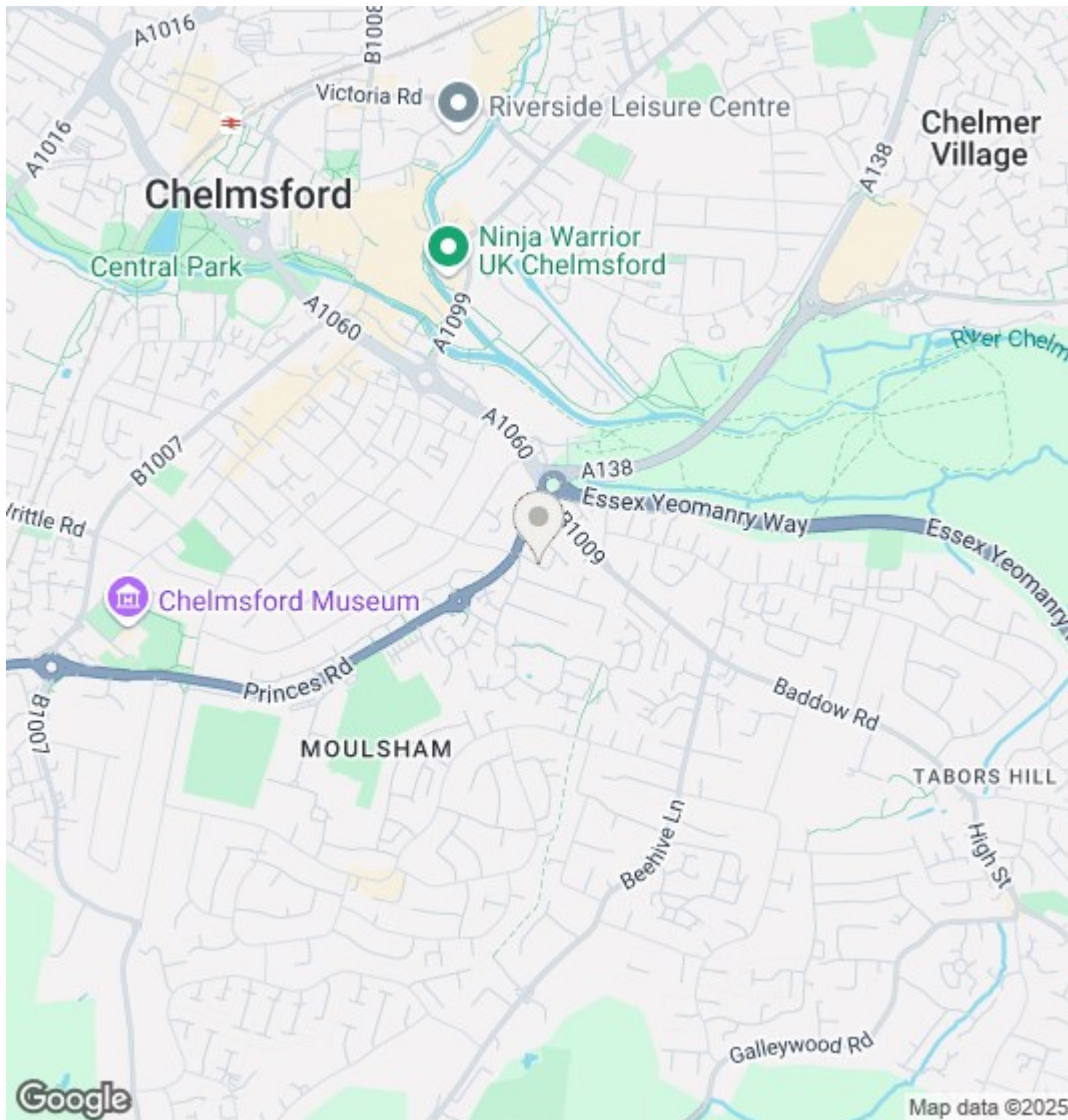 A1016
B1008
Victoria Rd
Riverside Leisure Centre
Chelmer
Village
A1016
A138
Chelmsford
Ninja Warrior
UK Chelmsford
Central Park
A1060
A1099
River Chelm
A1060
B1007
A138
Essex Yeomanry Way
Essex Yeomanry
B1009
Vrittle Rd
Chelmsford Museum
Princes Rd
B1007
Baddow Rd
MOULSHAM
TABORS HILL
High St
Beehive Ln
Galleywood Rd
Google
Map data ©2025